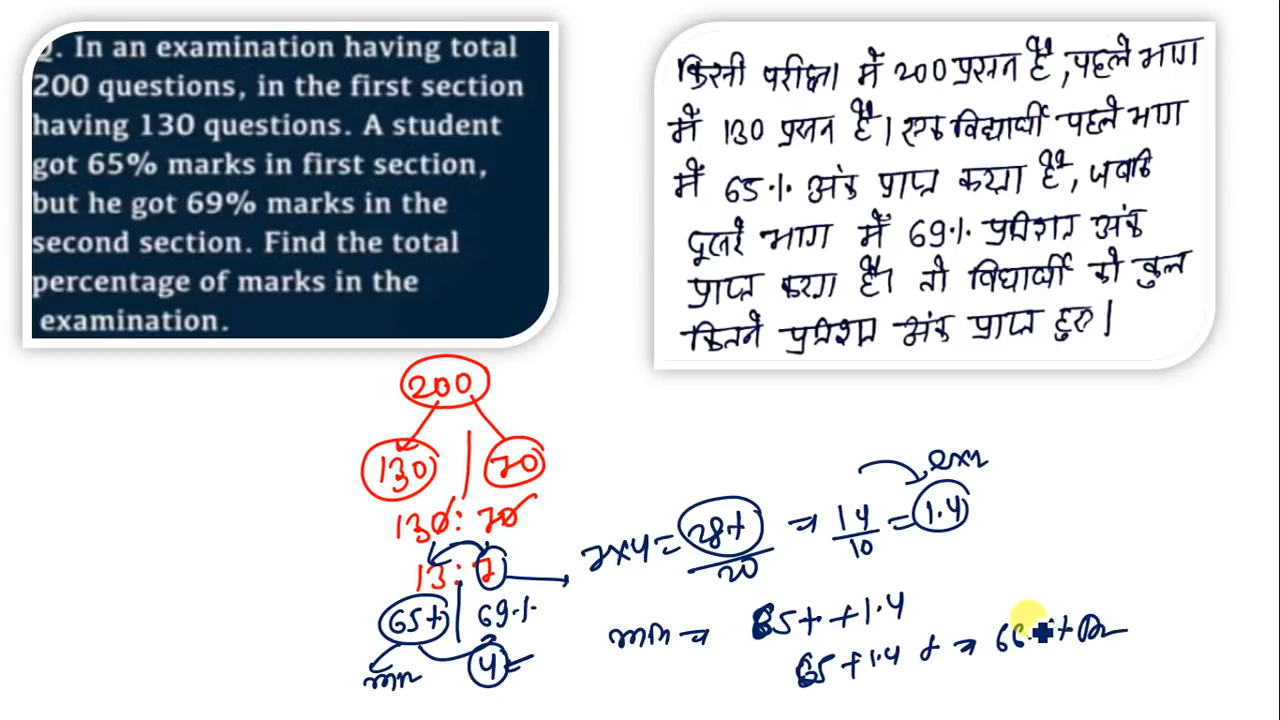 Q. In an examination having total
200 questions, in the first section
having 130 questions. A student
got 65% marks in first section,
but he got 69% marks in the
second section. Find the total
percentage of marks in the
examination.
किसी परीक्षा में 200 प्रसन है, पहले भाग
में 130 प्रसन है। एक विद्यार्थी पहले भाग
में 65% अंक प्राप्त करता है, जबकि
दूसरे भाग में 69% प्रतिशत अंक
प्राप्त करता है। तो विद्यार्थी को कुल
कितने प्रतिशत अंक प्राप्त हुए।
200
130 | 70
130 : 70
13 : 7
65% | 69%
4
7×4 = 28% / 20 ⇒ 14/10 = 1.4
⇒ 65% + 1.4
65 + 1.4 ⇒